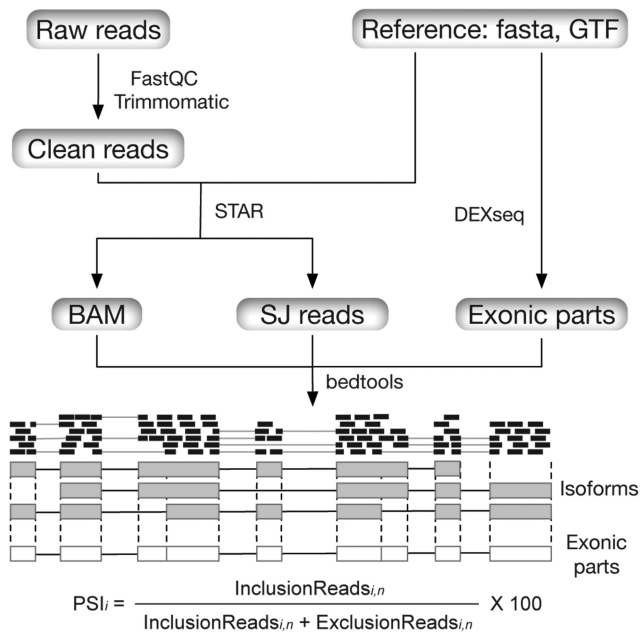 Raw reads
Reference: fasta, GTF
FastQC
Trimmomatic
Clean reads
STAR
DEXseq
BAM
SJ reads
Exonic parts
bedtools
Isoforms
Exonic
parts
PSIi = InclusionReadsi,n / InclusionReadsi,n + ExclusionReadsi,n X 100